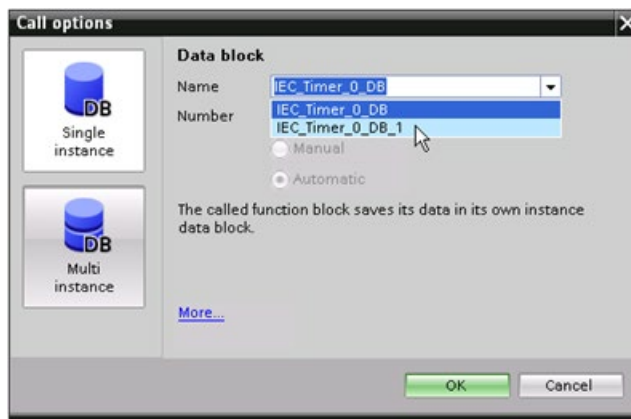 Call options
DB
Single
instance
DB
Multi
instance
Data block
Name
IEC_Timer_0_DB
IEC_Timer_0_DB
IEC_Timer_0_DB_1
Number
Manual
Automatic
The called function block saves its data in its own instance
data block.
More...
OK
Cancel